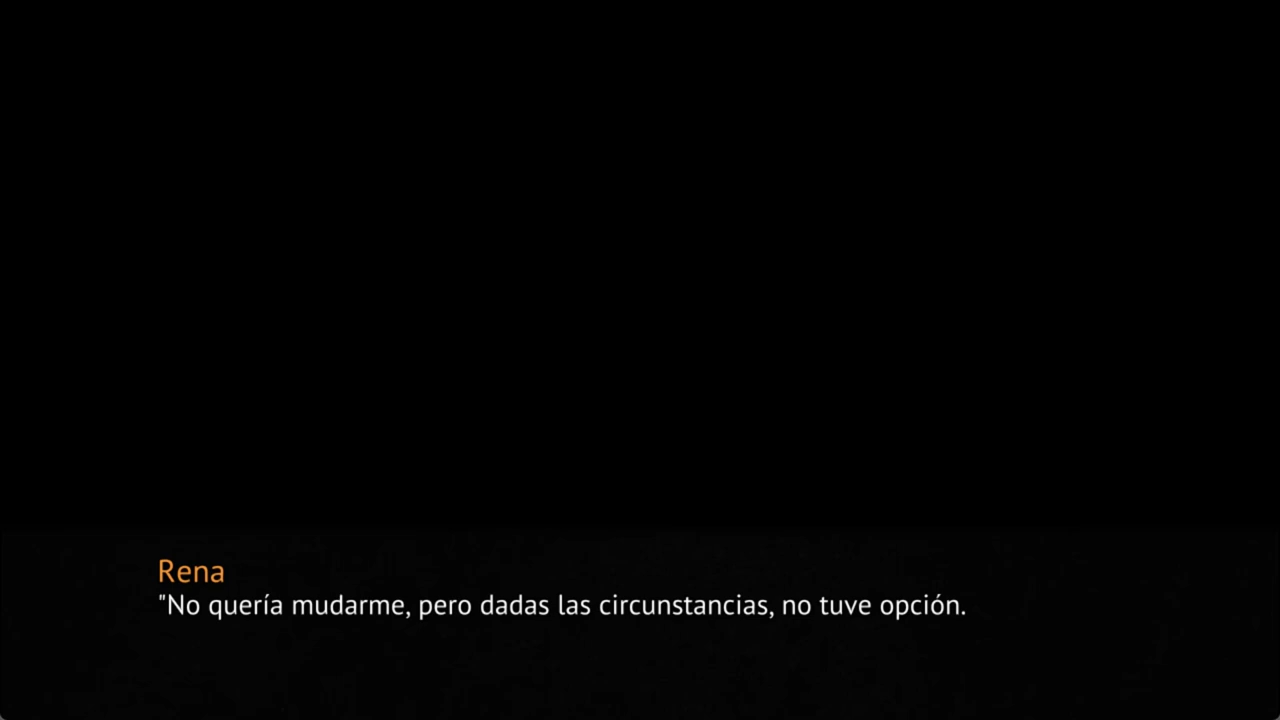 Rena
"No quería mudarme, pero dadas las circunstancias, no tuve opción.